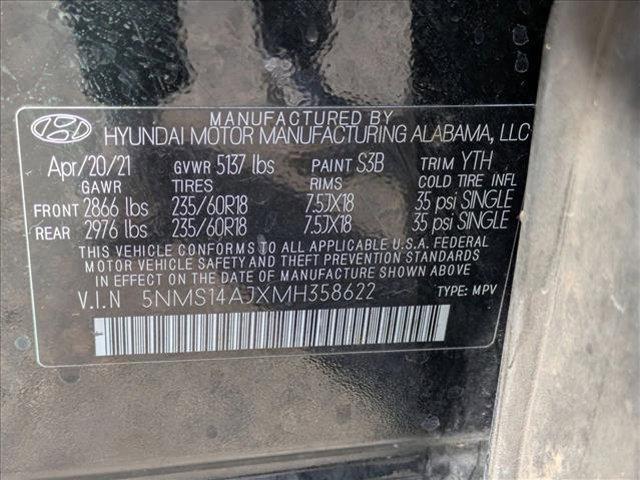 MANUFACTURED BY
HYUNDAI MOTOR MANUFACTURING ALABAMA, LLC
Apr/20/21 GVWR 5137 lbs PAINT S3B TRIM YTH
GAWR TIRES RIMS COLD TIRE INFL
FRONT 2866 lbs 235/60R18 7.5JX18 35 psi SINGLE
REAR 2976 lbs 235/60R18 7.5JX18 35 psi SINGLE
THIS VEHICLE CONFORMS TO ALL APPLICABLE U.S.A. FEDERAL
MOTOR VEHICLE SAFETY AND THEFT PREVENTION STANDARDS
IN EFFECT ON THE DATE OF MANUFACTURE SHOWN ABOVE.
V.I.N 5NMS14AJXMH358622 TYPE: MPV